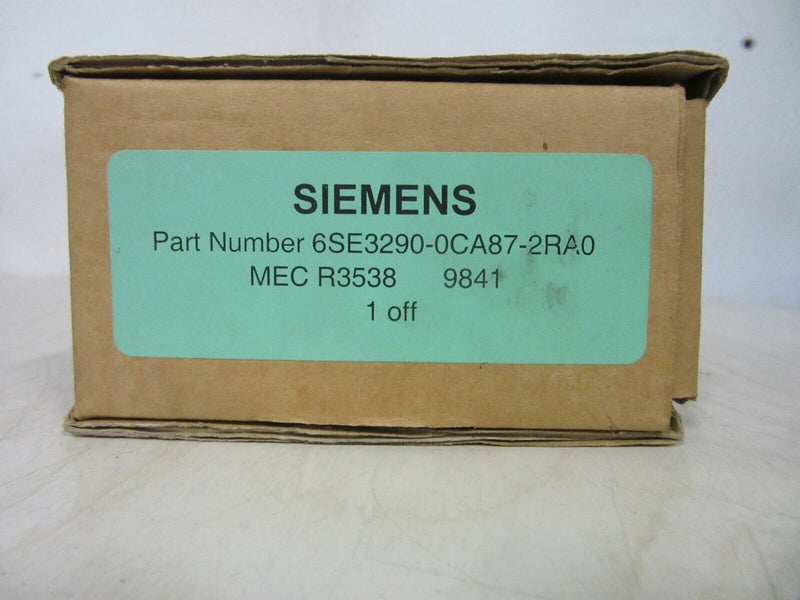 SIEMENS
Part Number 6SE3290-0CA87-2RA0
MEC R3538 9841
1 off